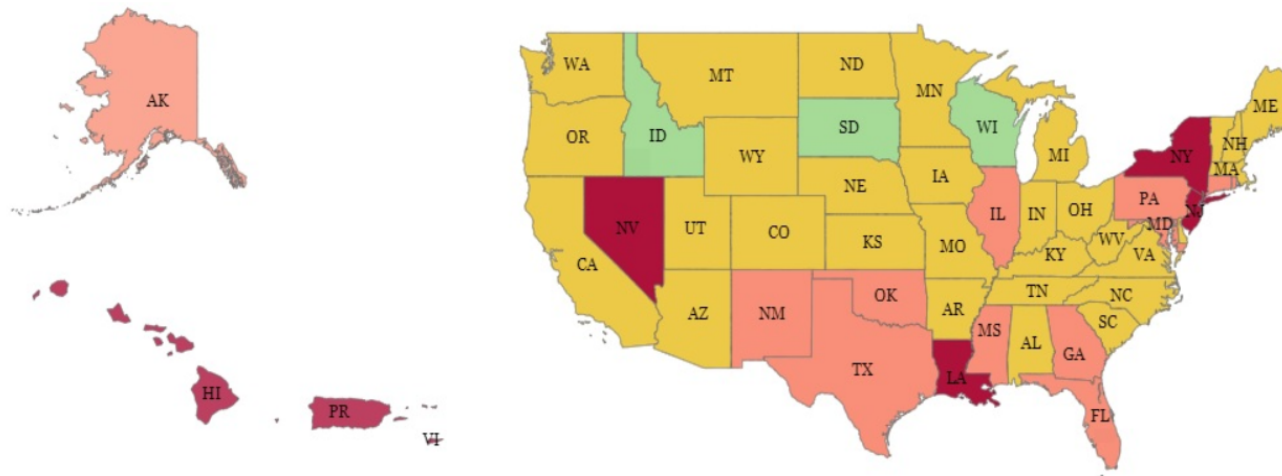 AK
HI
PR
VI
WA
MT
ND
MN
ME
OR
ID
SD
WI
NH
NY
MA
WY
MI
NE
IA
PA
NJ
NV
UT
CO
KS
MO
IL
IN
OH
MD
WV
VA
CA
KY
AZ
NM
OK
AR
TN
NC
SC
TX
LA
MS
AL
GA
FL